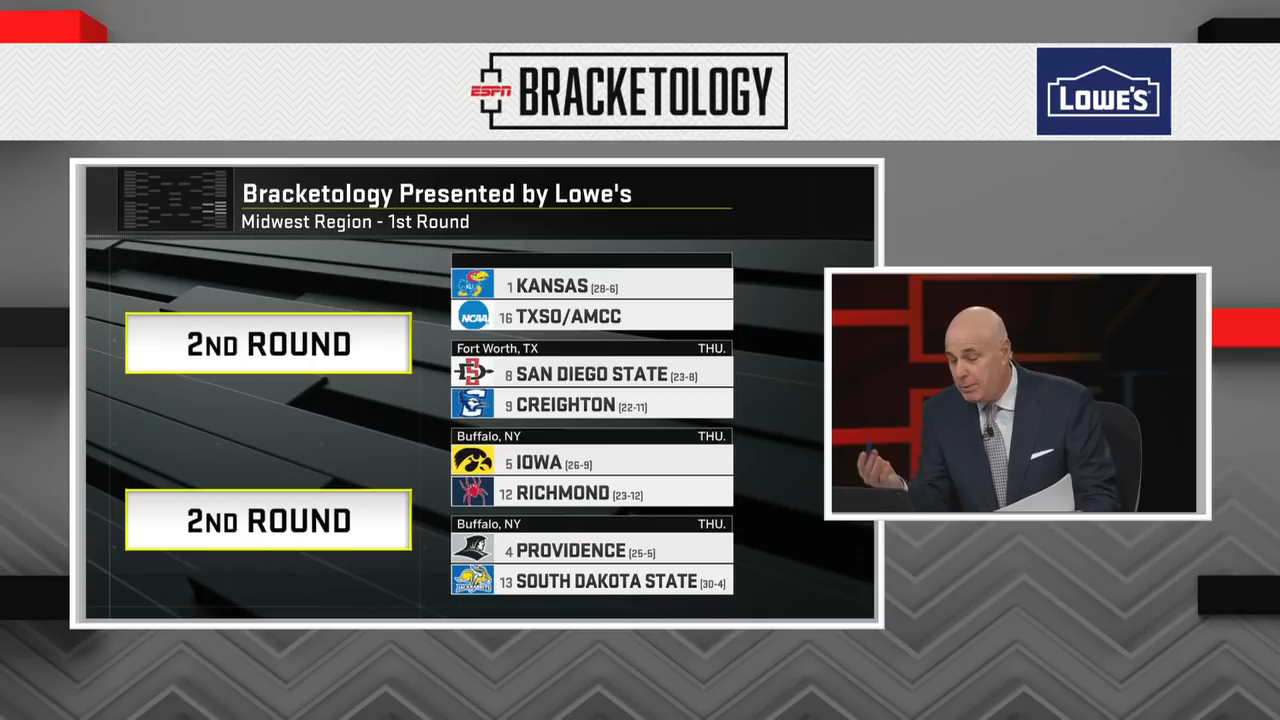 ESPN BRACKETOLOGY
LOWE'S
Bracketology Presented by Lowe's
Midwest Region - 1st Round
2ND ROUND
2ND ROUND
KU
1 KANSAS (28-6)
NCAA
16 TXSO/AMCC
Fort Worth, TX THU.
8 SAN DIEGO STATE (23-8)
9 CREIGHTON (22-11)
Buffalo, NY THU.
5 IOWA (26-9)
12 RICHMOND (23-12)
Buffalo, NY THU.
4 PROVIDENCE (25-5)
13 SOUTH DAKOTA STATE (30-4)